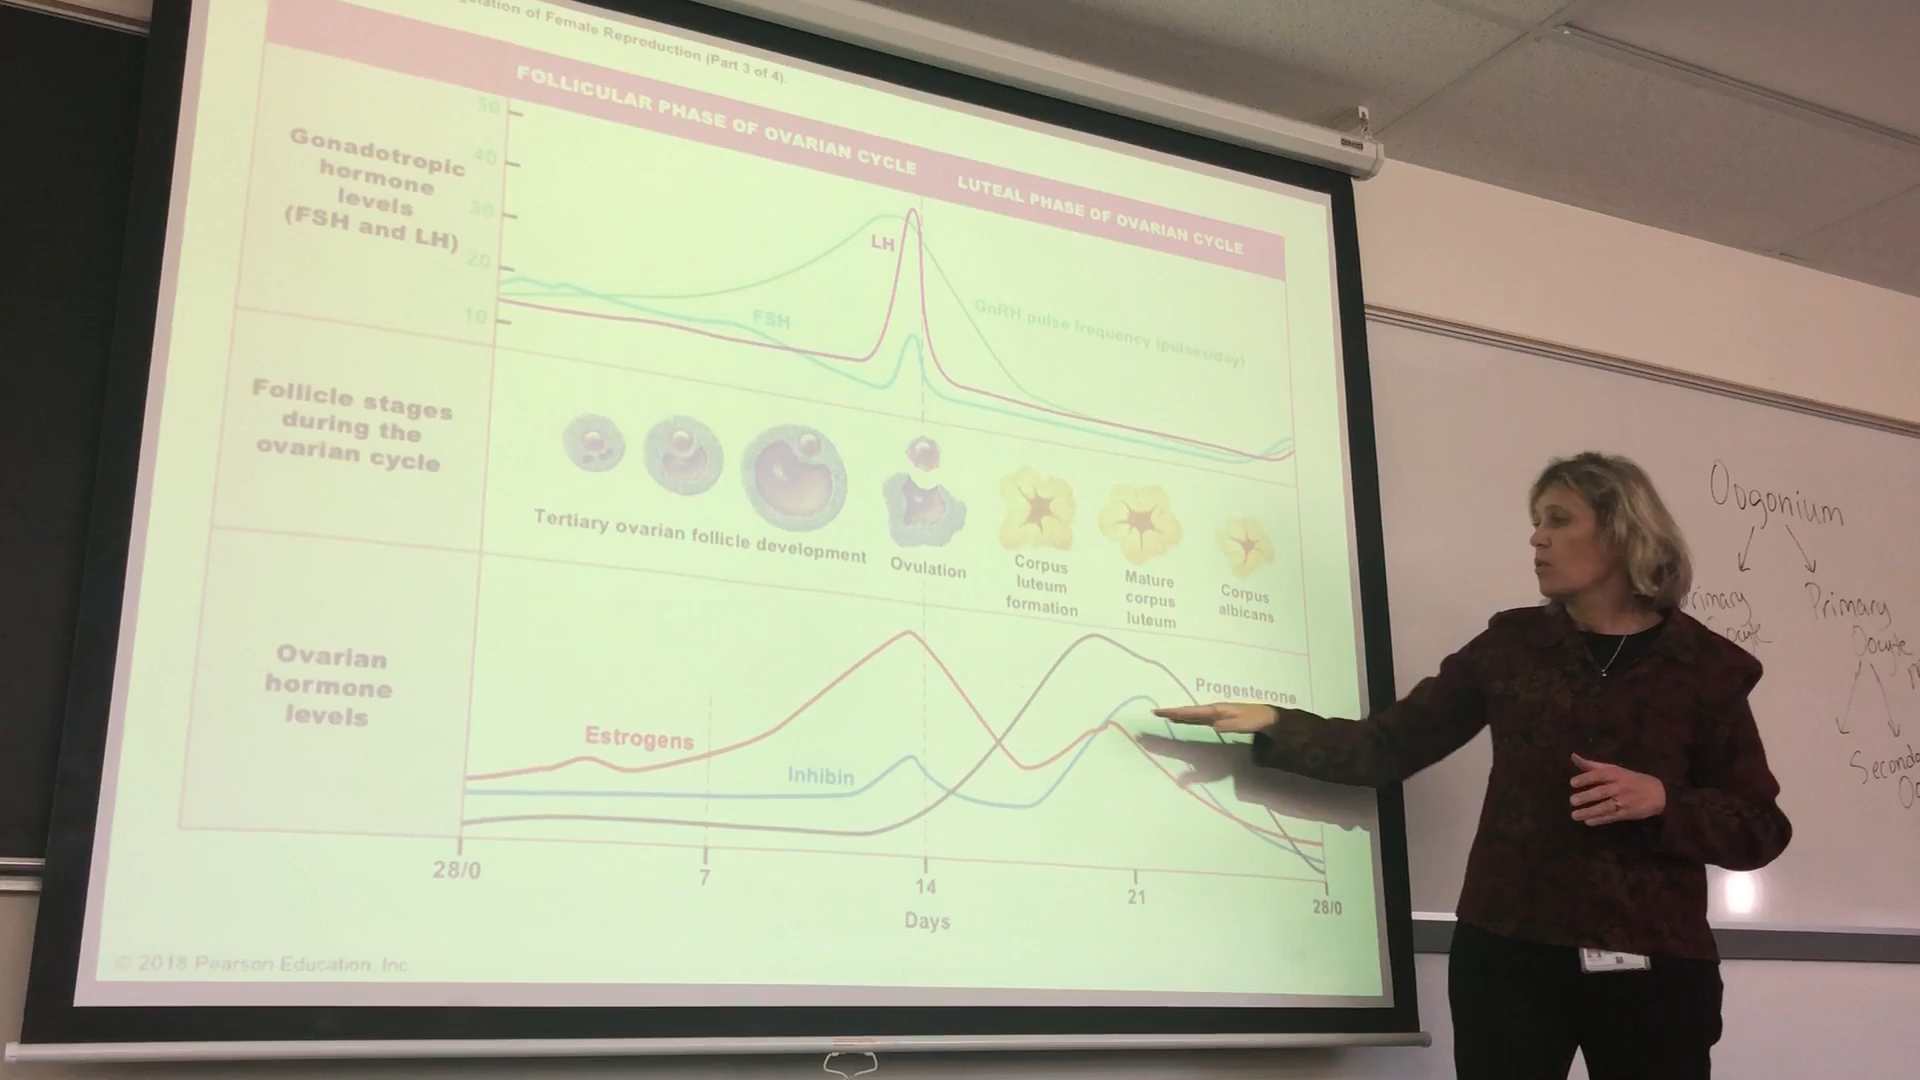 ulation of Female Reproduction (Part 3 of 4).
FOLLICULAR PHASE OF OVARIAN CYCLE
LUTEAL PHASE OF OVARIAN CYCLE
Gonadotropic
hormone
levels
(FSH and LH)
50
40
30
20
10
LH
FSH
GnRH pulse frequency (pulses/day)
Follicle stages
during the
ovarian cycle
Tertiary ovarian follicle development
Ovulation
Corpus
luteum
formation
Mature
corpus
luteum
Corpus
albicans
Ovarian
hormone
levels
Estrogens
Inhibin
Progesterone
28/0
7
14
21
28/0
Days
© 2018 Pearson Education, Inc.
Oogonium
Primary
Oocyte
Primary
Oocyte